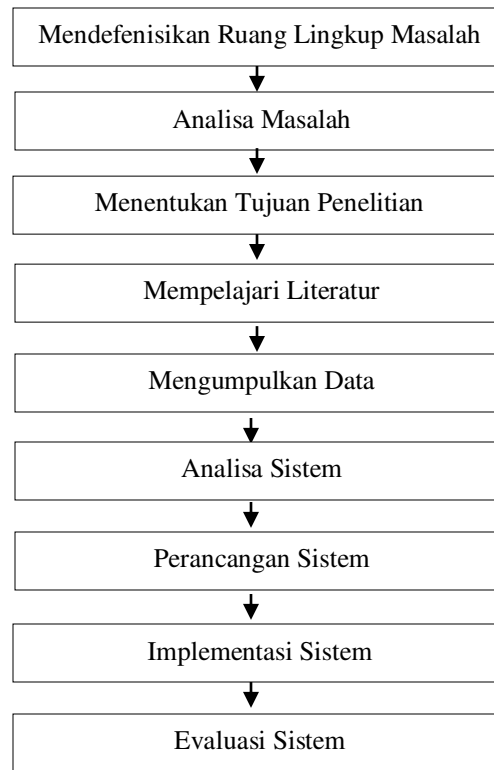 Mendefenisikan Ruang Lingkup Masalah
Analisa Masalah
Menentukan Tujuan Penelitian
Mempelajari Literatur
Mengumpulkan Data
Analisa Sistem
Perancangan Sistem
Implementasi Sistem
Evaluasi Sistem